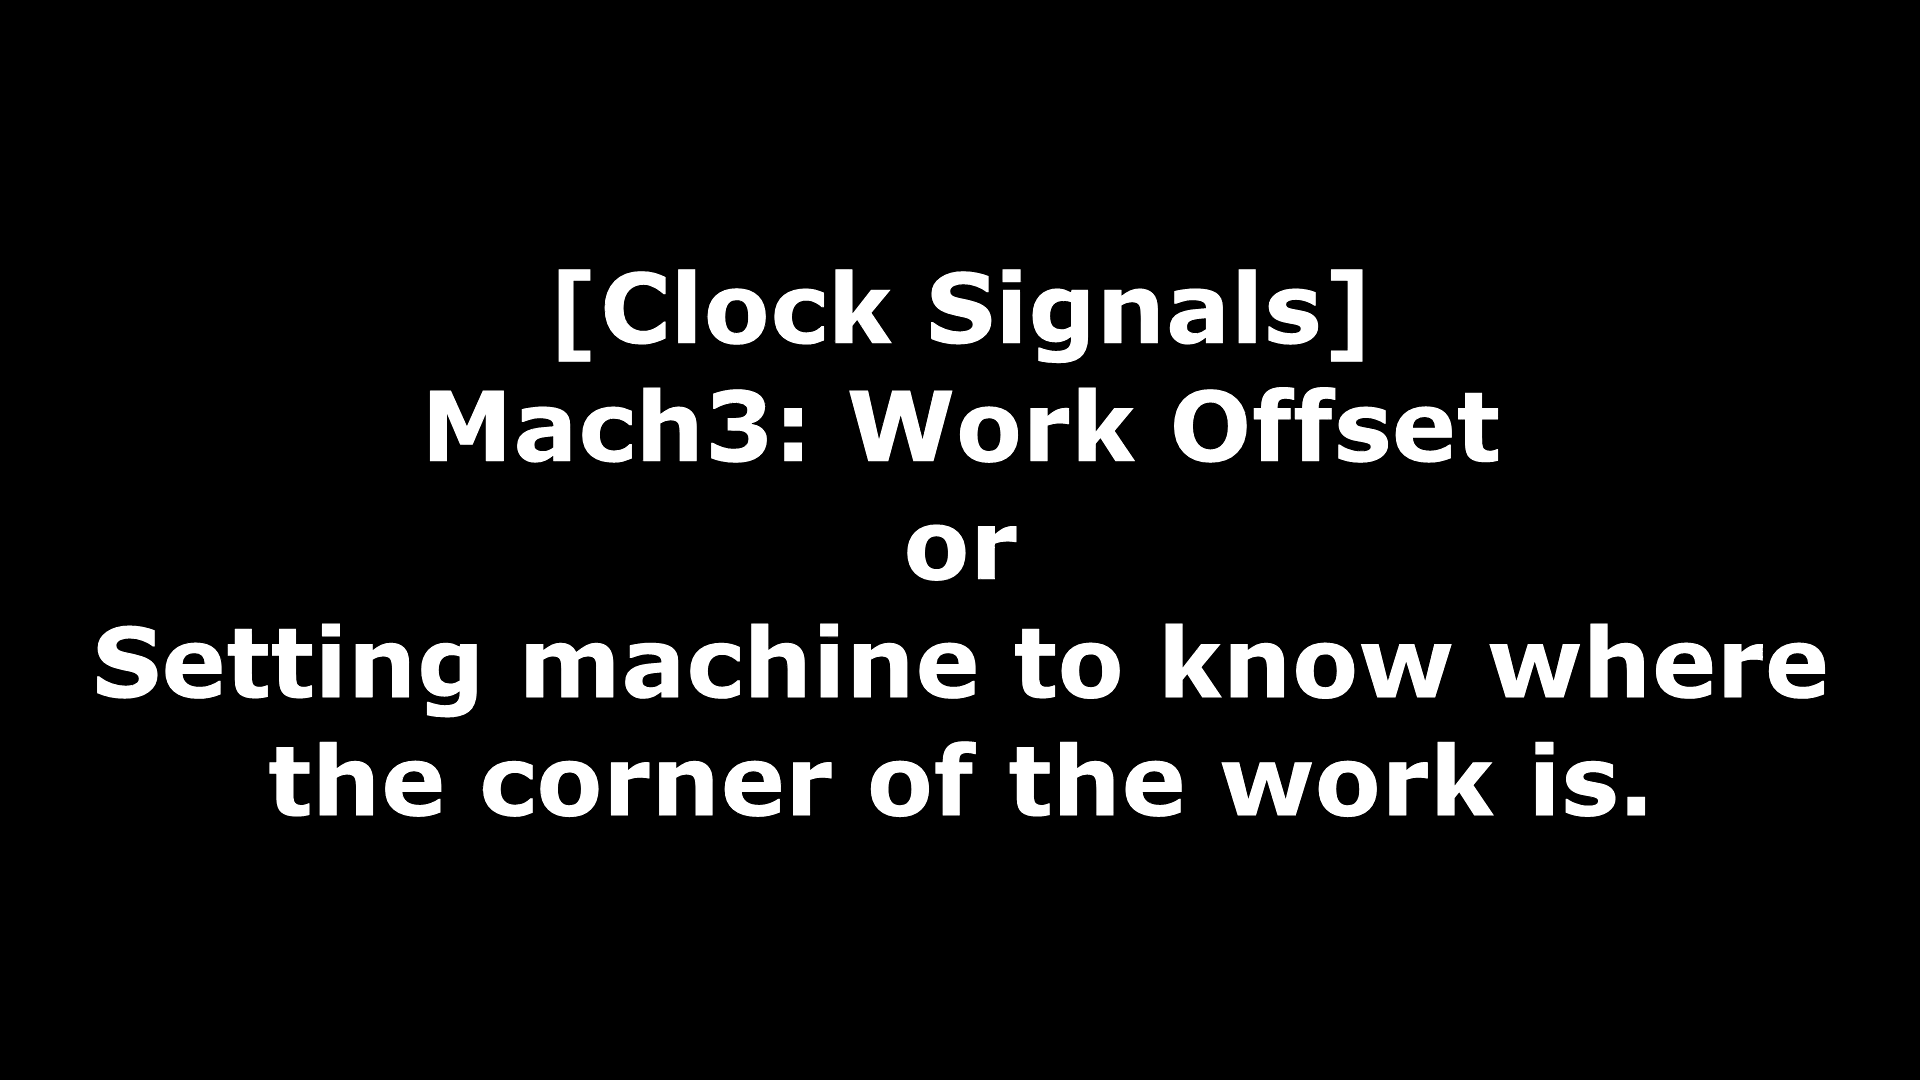 [Clock Signals]
Mach3: Work Offset
or
Setting machine to know where
the corner of the work is.